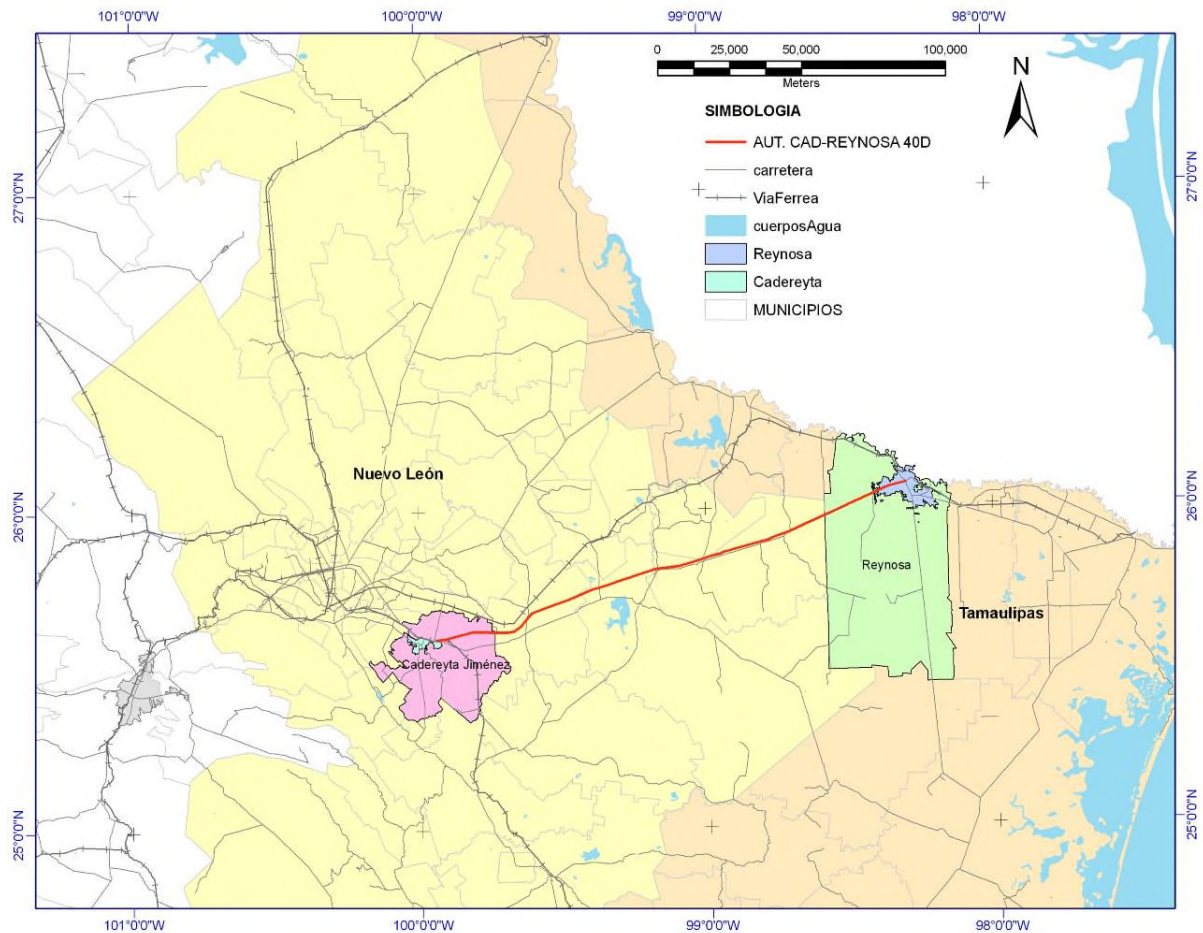 101°0'0"W 100°0'0"W 99°0'0"W 98°0'0"W
0 25,000 50,000 100,000
Meters
N
SIMBOLOGIA
AUT. CAD-REYNOSA 40D
carretera
ViaFerrea
cuerposAgua
Reynosa
Cadereyta
MUNICIPIOS
27°0'0"N 27°0'0"N
Nuevo León
26°0'0"N 26°0'0"N
Reynosa
Tamaulipas
Cadereyta Jiménez
25°0'0"N 25°0'0"N
101°0'0"W 100°0'0"W 99°0'0"W 98°0'0"W